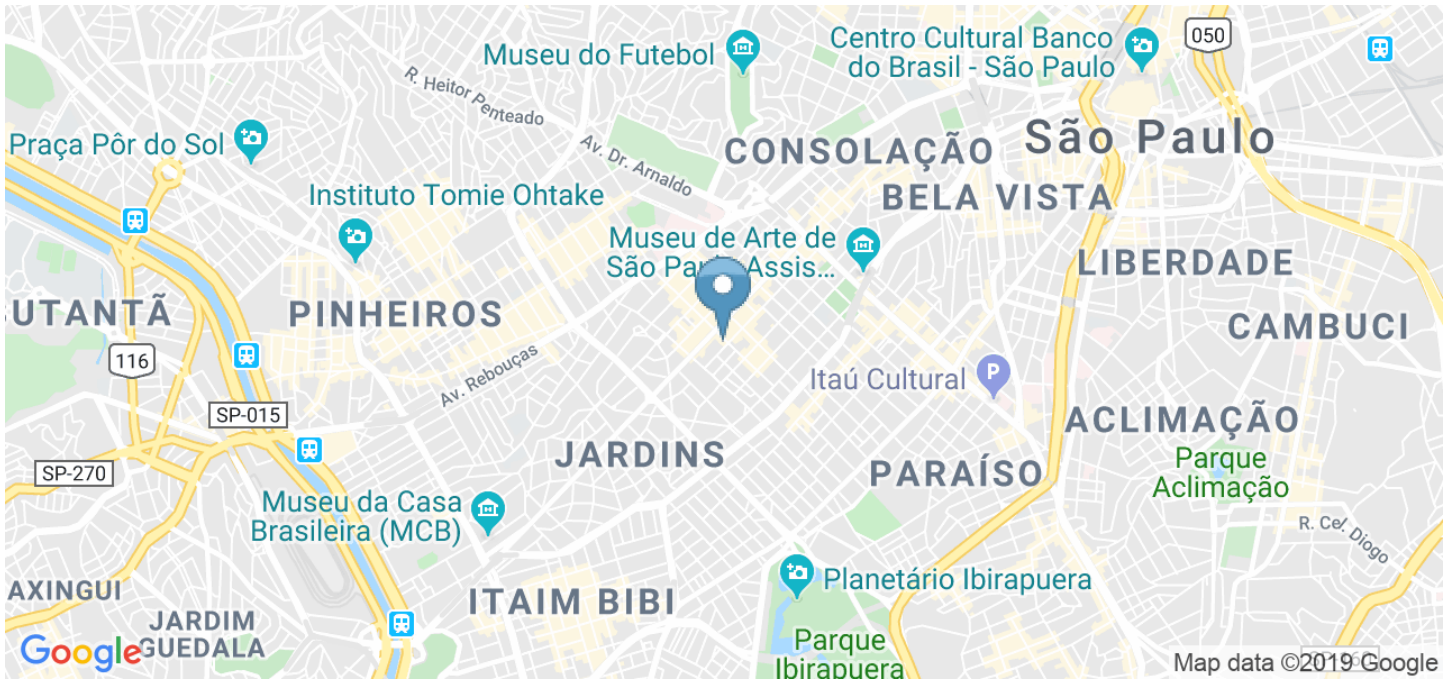 Museu do Futebol
Centro Cultural Banco
do Brasil - São Paulo
050
R. Heitor Penteado
Praça Pôr do Sol
Av. Dr. Arnaldo
CONSOLAÇÃO
São Paulo
Instituto Tomie Ohtake
BELA VISTA
Museu de Arte de
São Assis...
LIBERDADE
UTANTÃ
PINHEIROS
CAMBUCI
116
Av. Rebouças
Itaú Cultural
P
SP-015
ACLIMAÇÃO
JARDINS
PARAÍSO
Parque
Aclimação
SP-270
Museu da Casa
Brasileira (MCB)
R. Cel. Diogo
Planetário Ibirapuera
AXINGUI
ITAIM BIBI
JARDIM
GUEDALA
Parque
Ibirapuera
Google
Map data ©2019 Google